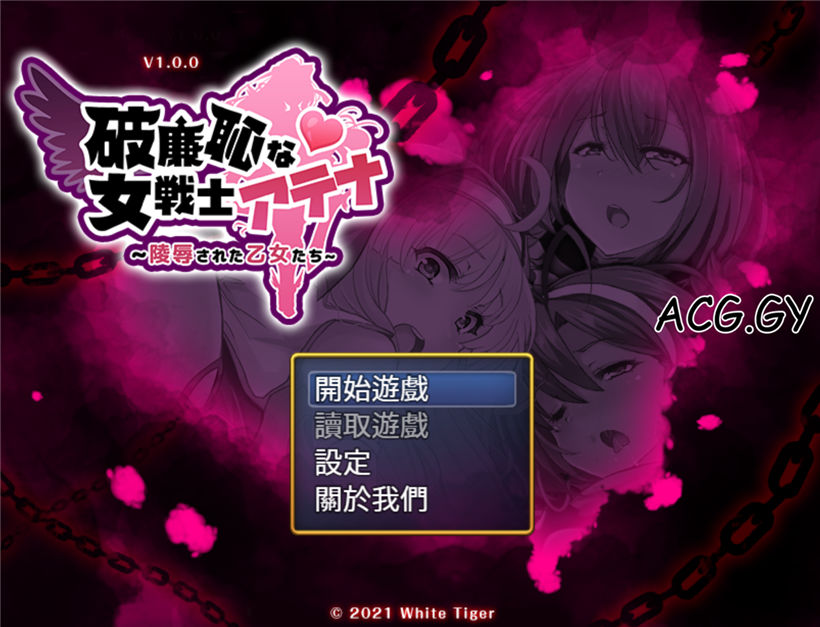 V1.0.0
破廉恥な
女戦士アテナ
～陵辱された乙女たち～
ACG.GY
開始遊戲
讀取遊戲
設定
關於我們
© 2021 White Tiger